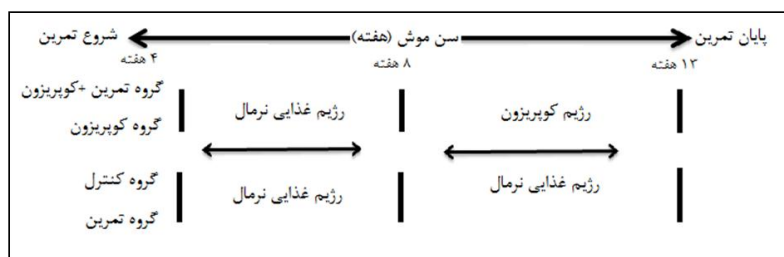 شروع تمرین
سن موش (هفته)
پایان تمرین
۴ هفته
۸ هفته
۱۳ هفته
گروه تمرین +کوپریزون
گروه کوپریزون
رژیم غذایی نرمال
رژیم کوپریزون
گروه کنترل
گروه تمرین
رژیم غذایی نرمال
رژیم غذایی نرمال